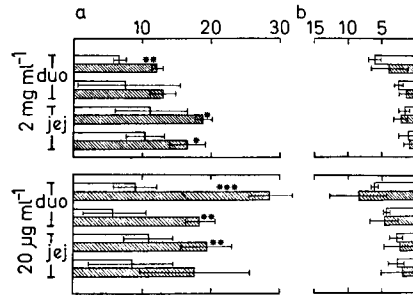 a b
10 20 30 15 10 5
2 mg ml⁻¹
T duo ⊥
**
T jej ⊥
*
*
20 µg ml⁻¹
T duo ⊥
***
**
T jej ⊥
**